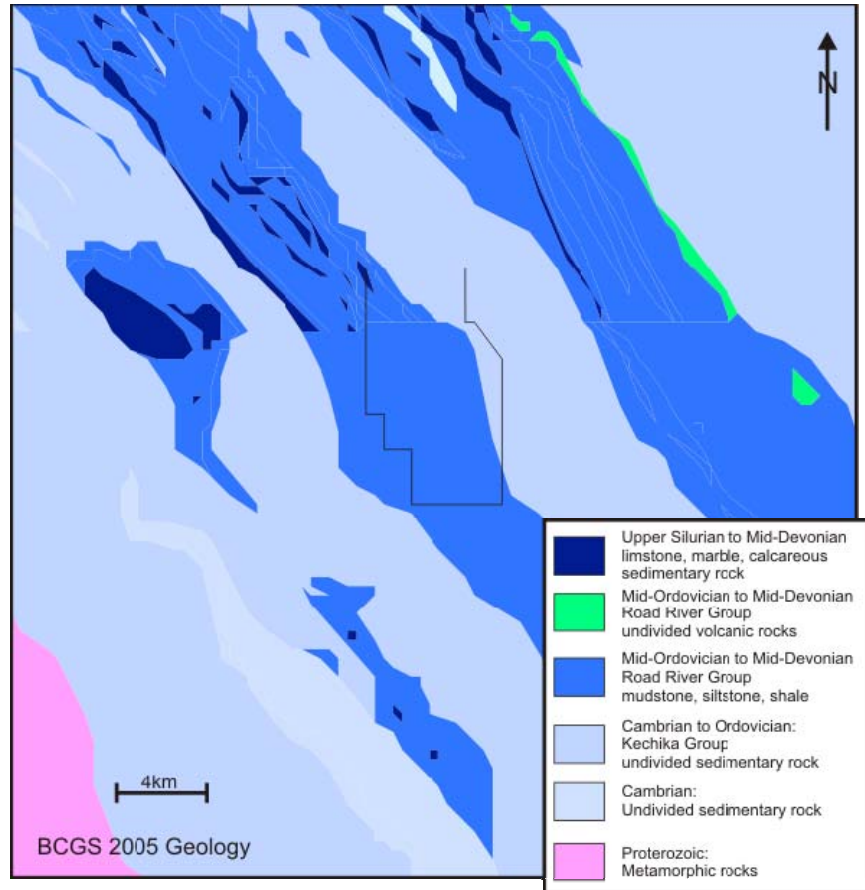 N
Upper Silurian to Mid-Devonian
limstone, marble, calcareous
sedimentary rock
Mid-Ordovician to Mid-Devonian
Road River Group
undivided volcanic rocks
Mid-Ordovician to Mid-Devonian
Road River Group
mudstone, siltstone, shale
Cambrian to Ordovician:
Kechika Group
undivided sedimentary rock
Cambrian:
Undivided sedimentary rock
Proterozoic:
Metamorphic rocks
4km
BCGS 2005 Geology